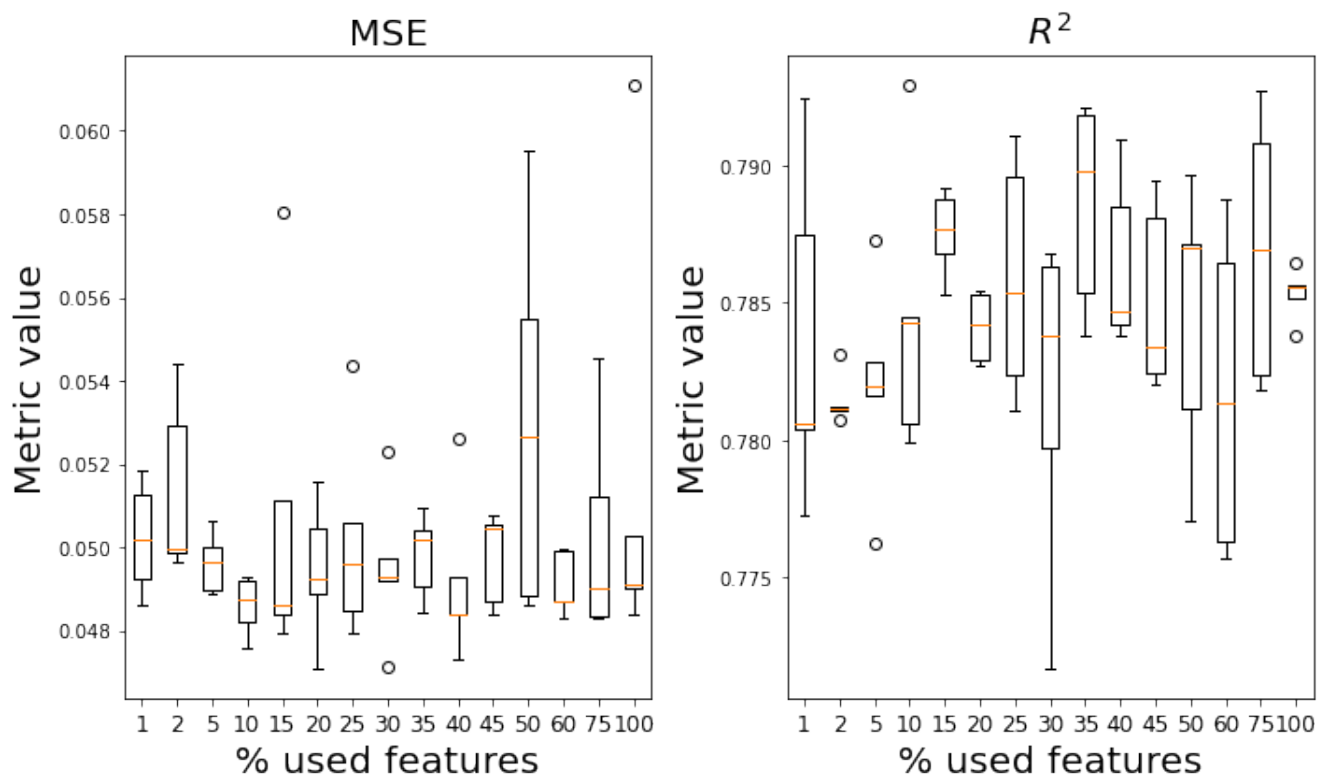 MSE
Metric value
0.060
0.058
0.056
0.054
0.052
0.050
0.048
1 2 5 10 15 20 25 30 35 40 45 50 60 75 100
% used features
R²
Metric value
0.790
0.785
0.780
0.775
1 2 5 10 15 20 25 30 35 40 45 50 60 75 100
% used features